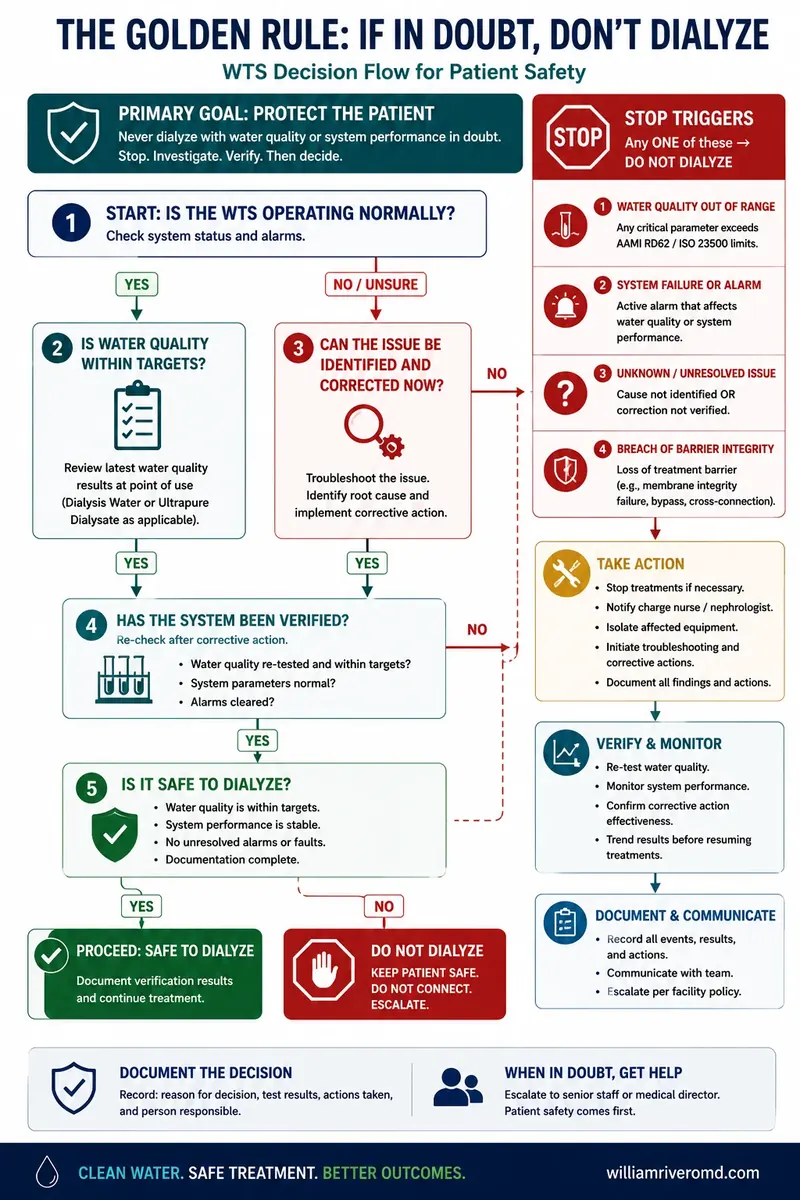 THE GOLDEN RULE: IF IN DOUBT, DON'T DIALYZE
WTS Decision Flow for Patient Safety
PRIMARY GOAL: PROTECT THE PATIENT
Never dialyze with water quality or system performance in doubt.
Stop. Investigate. Verify. Then decide.
1
START: IS THE WTS OPERATING NORMALLY?
Check system status and alarms.
YES
NO / UNSURE
2
IS WATER QUALITY
WITHIN TARGETS?
Review latest water quality
results at point of use
(Dialysis Water or Ultrapure
Dialysate as applicable).
YES
3
CAN THE ISSUE BE
IDENTIFIED AND
CORRECTED NOW?
Troubleshoot the issue.
Identify root cause and
implement corrective action.
NO
YES
4
HAS THE SYSTEM BEEN VERIFIED?
Re-check after corrective action.
• Water quality re-tested and within targets?
• System parameters normal?
• Alarms cleared?
NO
YES
5
IS IT SAFE TO DIALYZE?
• Water quality is within targets.
• System performance is stable.
• No unresolved alarms or faults.
• Documentation complete.
YES
NO
PROCEED: SAFE TO DIALYZE
Document verification results
and continue treatment.
DO NOT DIALYZE
KEEP PATIENT SAFE.
DO NOT CONNECT.
ESCALATE.
STOP
STOP TRIGGERS
Any ONE of these →
DO NOT DIALYZE
1 WATER QUALITY OUT OF RANGE
Any critical parameter exceeds
AAMI RD62 / ISO 23500 limits.
2 SYSTEM FAILURE OR ALARM
Active alarm that affects
water quality or system
performance.
?
3 UNKNOWN / UNRESOLVED ISSUE
Cause not identified OR
correction not verified.
4 BREACH OF BARRIER INTEGRITY
Loss of treatment barrier
(e.g., membrane integrity
failure, bypass, cross-connection).
TAKE ACTION
• Stop treatments if necessary.
• Notify charge nurse / nephrologist.
• Isolate affected equipment.
• Initiate troubleshooting and
corrective actions.
• Document all findings and actions.
VERIFY & MONITOR
• Re-test water quality.
• Monitor system performance.
• Confirm corrective action
effectiveness.
• Trend results before resuming
treatments.
DOCUMENT & COMMUNICATE
• Record all events, results,
and actions.
• Communicate with team.
• Escalate per facility policy.
DOCUMENT THE DECISION
Record: reason for decision, test results, actions taken,
and person responsible.
WHEN IN DOUBT, GET HELP
Escalate to senior staff or medical director.
Patient safety comes first.
CLEAN WATER. SAFE TREATMENT. BETTER OUTCOMES.
williamriveromd.com